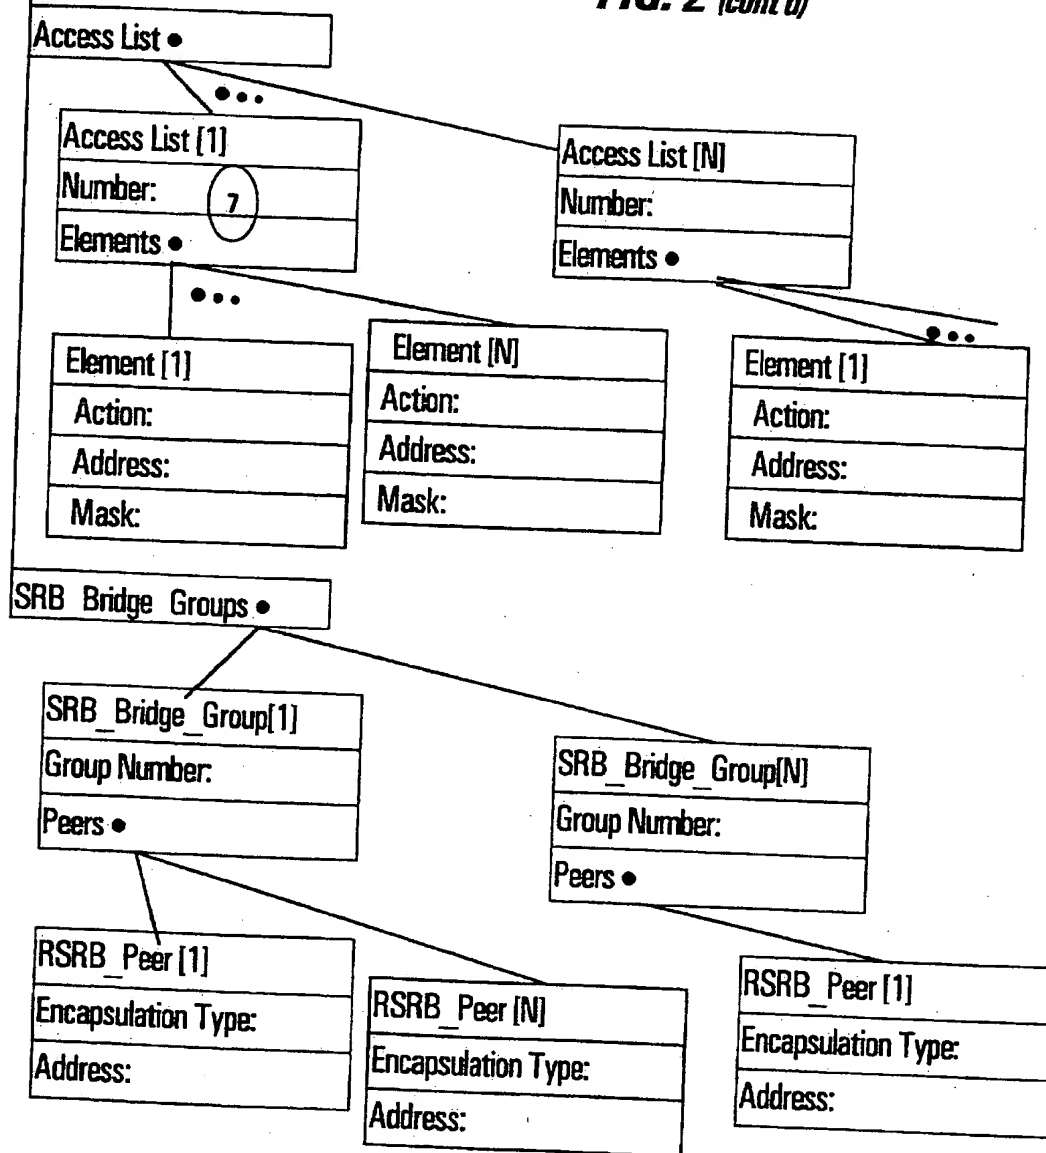 FIG. 2 (cont'd)
Access List
Access List [1]
Number: 7
Elements
Access List [N]
Number:
Elements
Element [1]
Action:
Address:
Mask:
Element [N]
Action:
Address:
Mask:
Element [1]
Action:
Address:
Mask:
SRB Bridge Groups
SRB_Bridge_Group[1]
Group Number:
Peers
SRB_Bridge_Group[N]
Group Number:
Peers
RSRB_Peer [1]
Encapsulation Type:
Address:
RSRB_Peer [N]
Encapsulation Type:
Address:
RSRB_Peer [1]
Encapsulation Type:
Address: